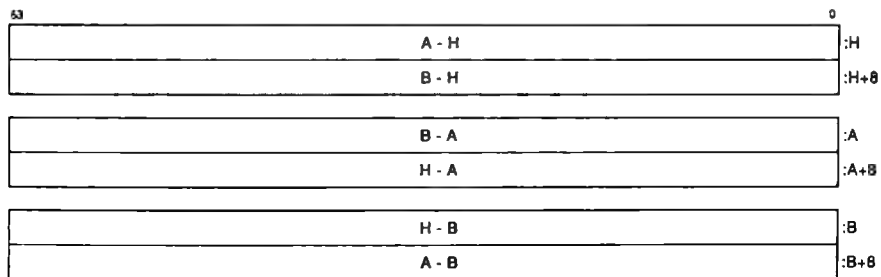 63 0
A - H :H
B - H :H+8
B - A :A
H - A :A+8
H - B :B
A - B :B+8